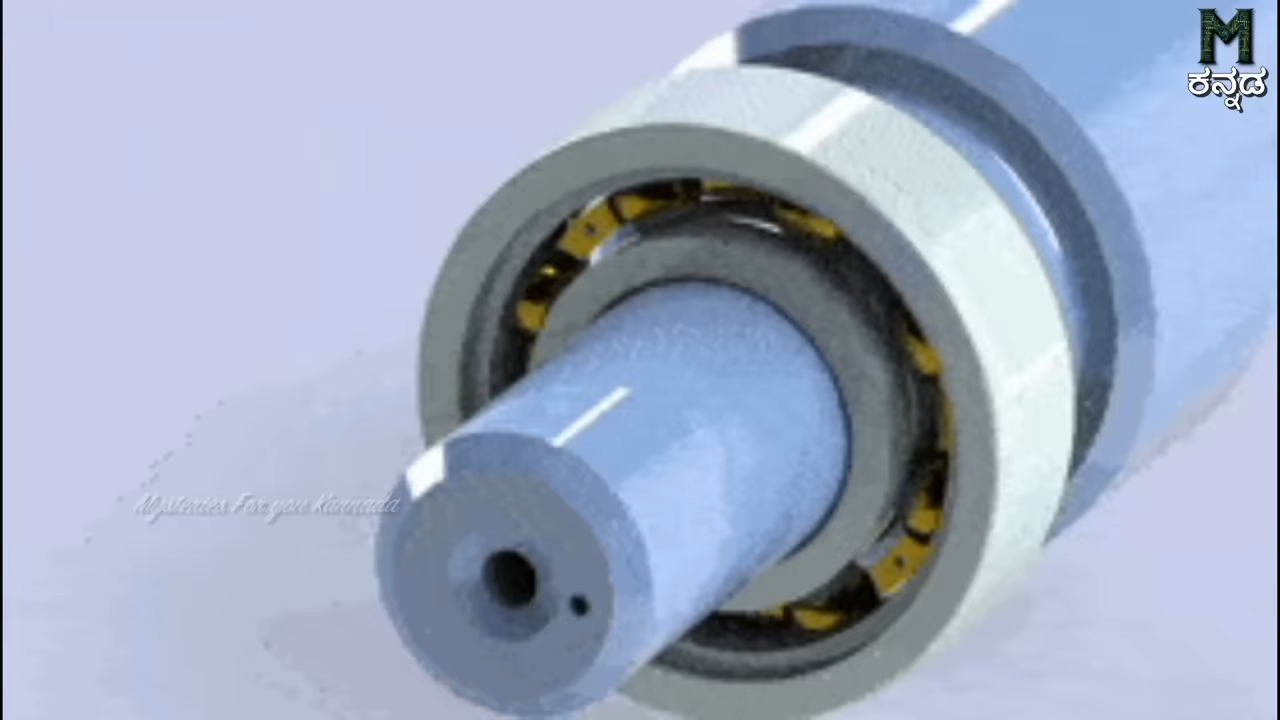 M
ಕನ್ನಡ
Mysteries For you Kannada